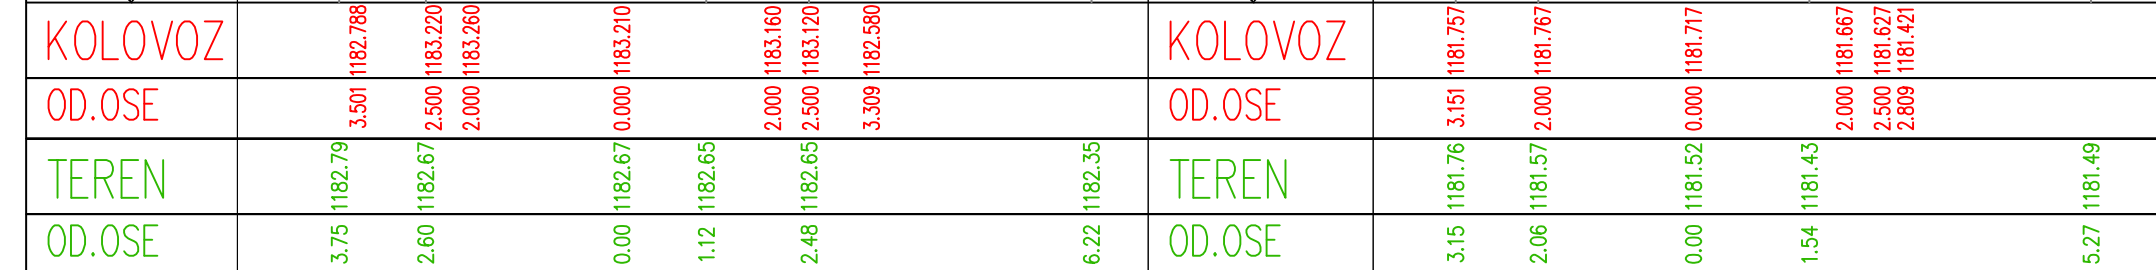 KOLOVOZ 1182.788 1183.220 1183.260 1183.210 1183.160 1183.120 1182.580
OD.OSE 3.501 2.500 2.000 0.000 2.000 2.500 3.309
TEREN 1182.79 1182.67 1182.67 1182.65 1182.65 1182.35
OD.OSE 3.75 2.60 0.00 1.12 2.48 6.22
KOLOVOZ 1181.757 1181.767 1181.717 1181.667 1181.627 1181.421
OD.OSE 3.151 2.000 0.000 2.000 2.500 2.809
TEREN 1181.76 1181.57 1181.52 1181.43 1181.49
OD.OSE 3.15 2.06 0.00 1.54 5.27